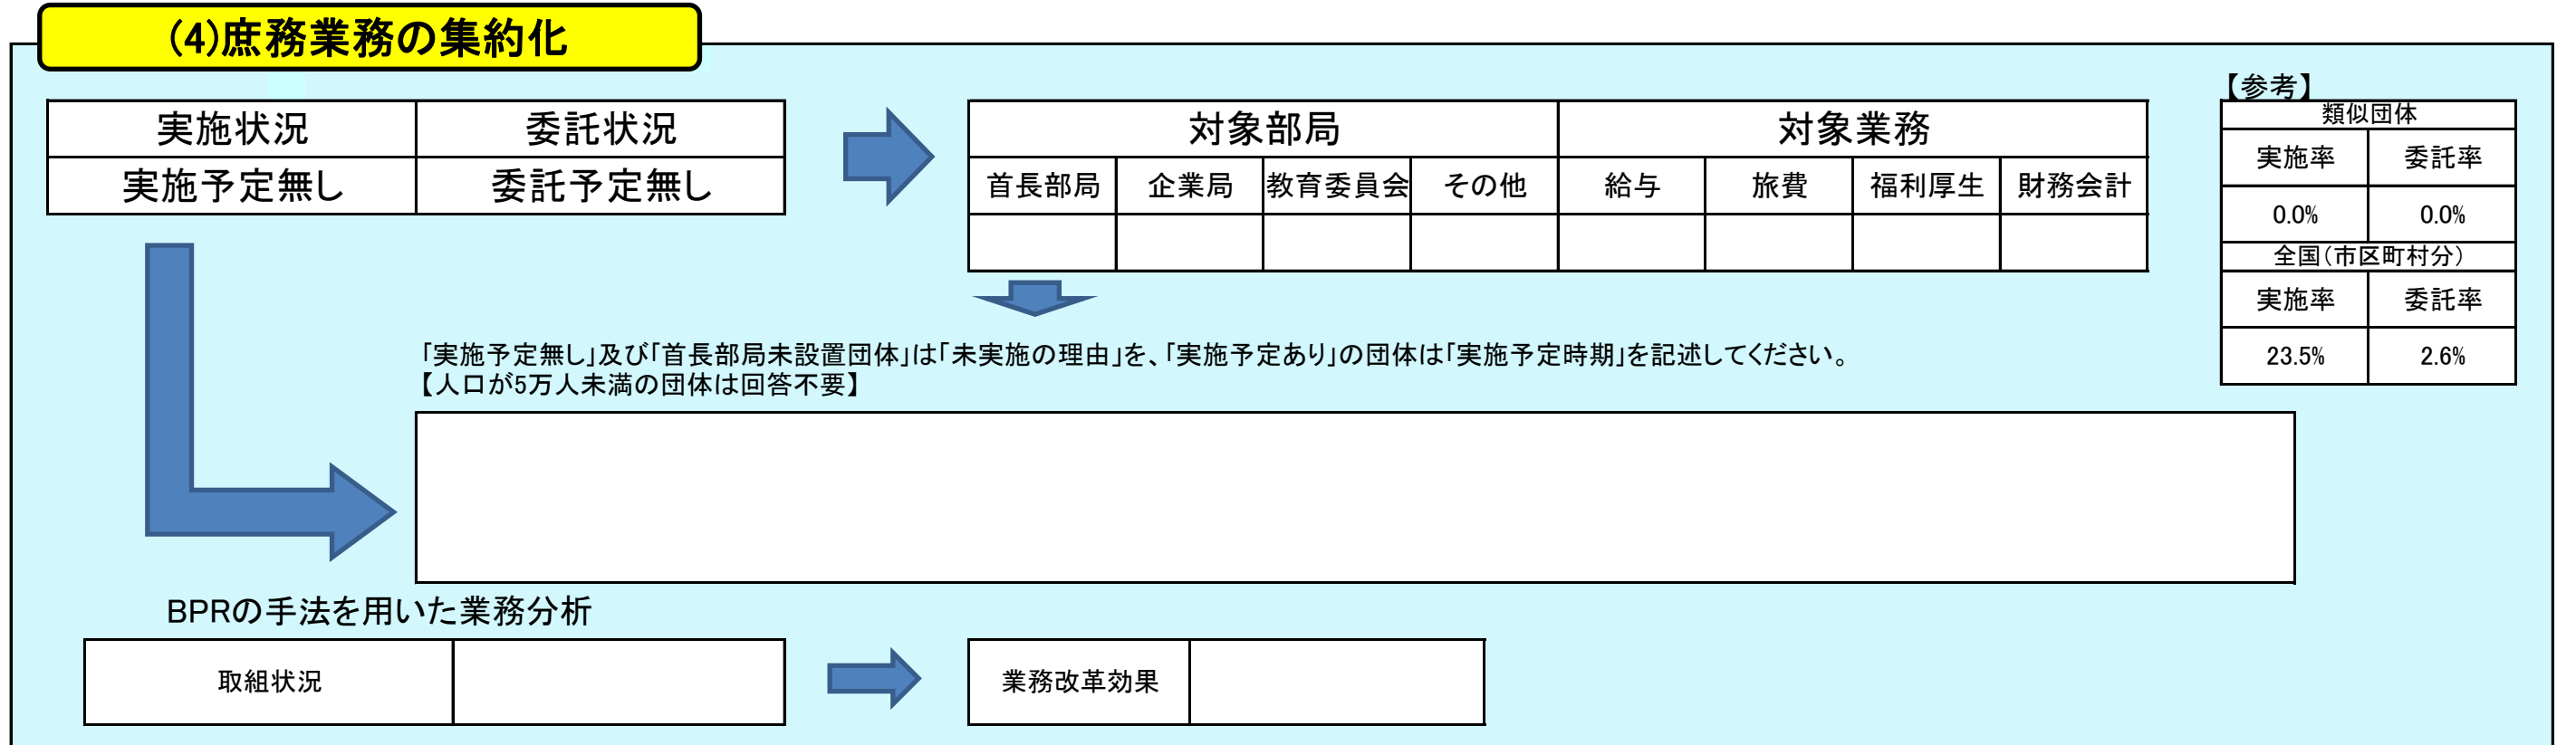 (4)庶務業務の集約化
実施状況 委託状況
実施予定無し 委託予定無し
対象部局 対象業務
首長部局 企業局 教育委員会 その他 給与 旅費 福利厚生 財務会計
【参考】
類似団体
実施率 委託率
0.0% 0.0%
全国(市区町村分)
実施率 委託率
23.5% 2.6%
「実施予定無し」及び「首長部局未設置団体」は「未実施の理由」を、「実施予定あり」の団体は「実施予定時期」を記述してください。
【人口が5万人未満の団体は回答不要】
BPRの手法を用いた業務分析
取組状況
業務改革効果